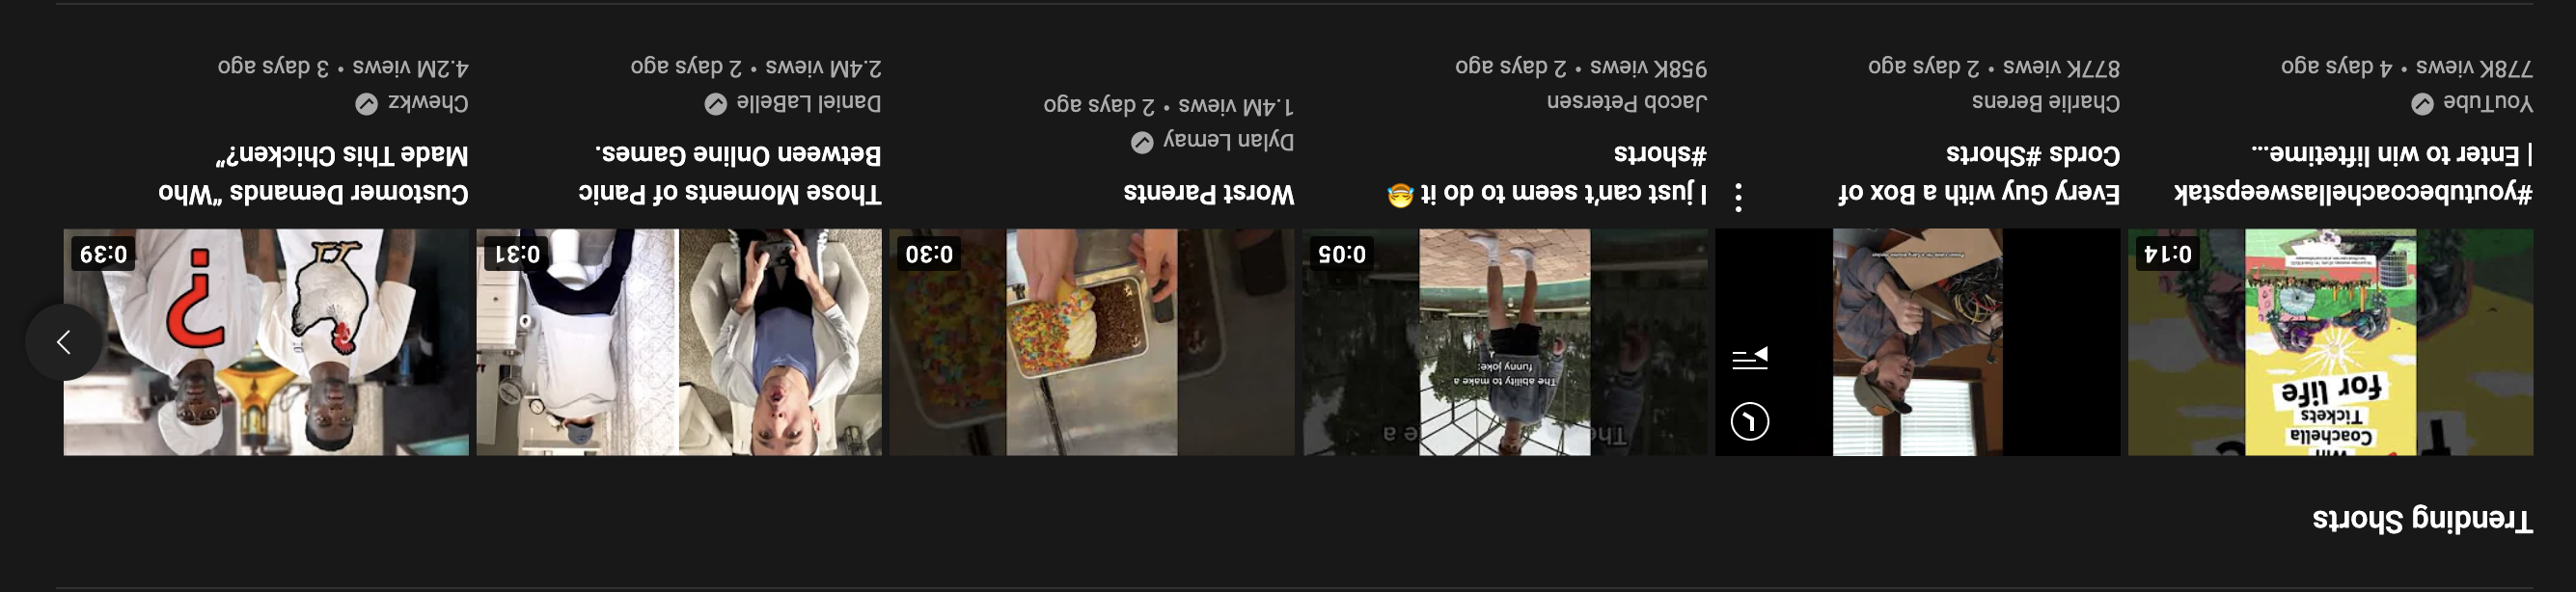 Trending Shorts
Win
Coachella
Tickets
for life
0:14
#youtubecoachellasweepstak
| Enter to win liftetime...
YouTube
778K views • 4 days ago
Every Guy with a Box of
Cords #Shorts
Charlie Berens
877K views • 2 days ago
The
e a
The ability to make a
funny joke:
0:05
I just can't seem to do it 😇
#shorts
Jacob Petersen
958K views • 2 days ago
0:30
Worst Parents
Dylan Lemay
1.4M views • 2 days ago
0:31
Those Moments of Panic
Between Online Games.
Daniel LaBelle
2.4M views • 2 days ago
?
0:39
Customer Demands “Who
Made This Chicken?”
Chewkz
4.2M views • 3 days ago